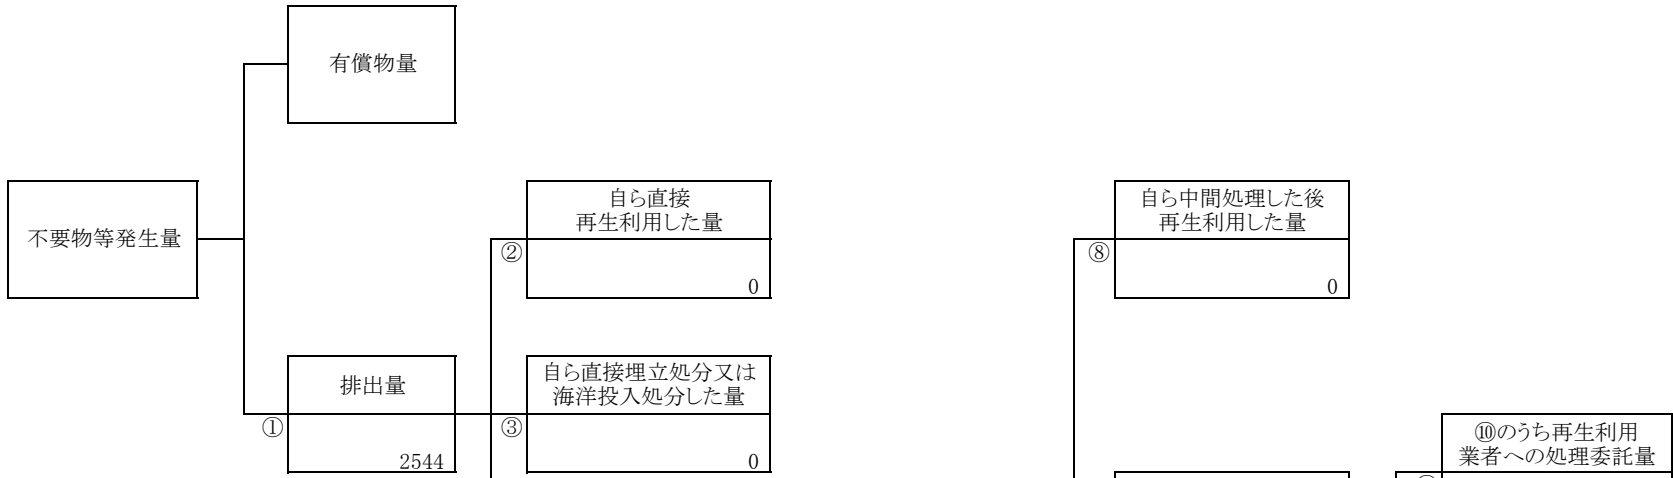 有償物量
不要物等発生量
自ら直接
再生利用した量
②
0
自ら中間処理した後
再生利用した量
⑧
0
排出量
①
2544
自ら直接埋立処分又は
海洋投入処分した量
③
0
⑩のうち再生利用
業者への処理委託量